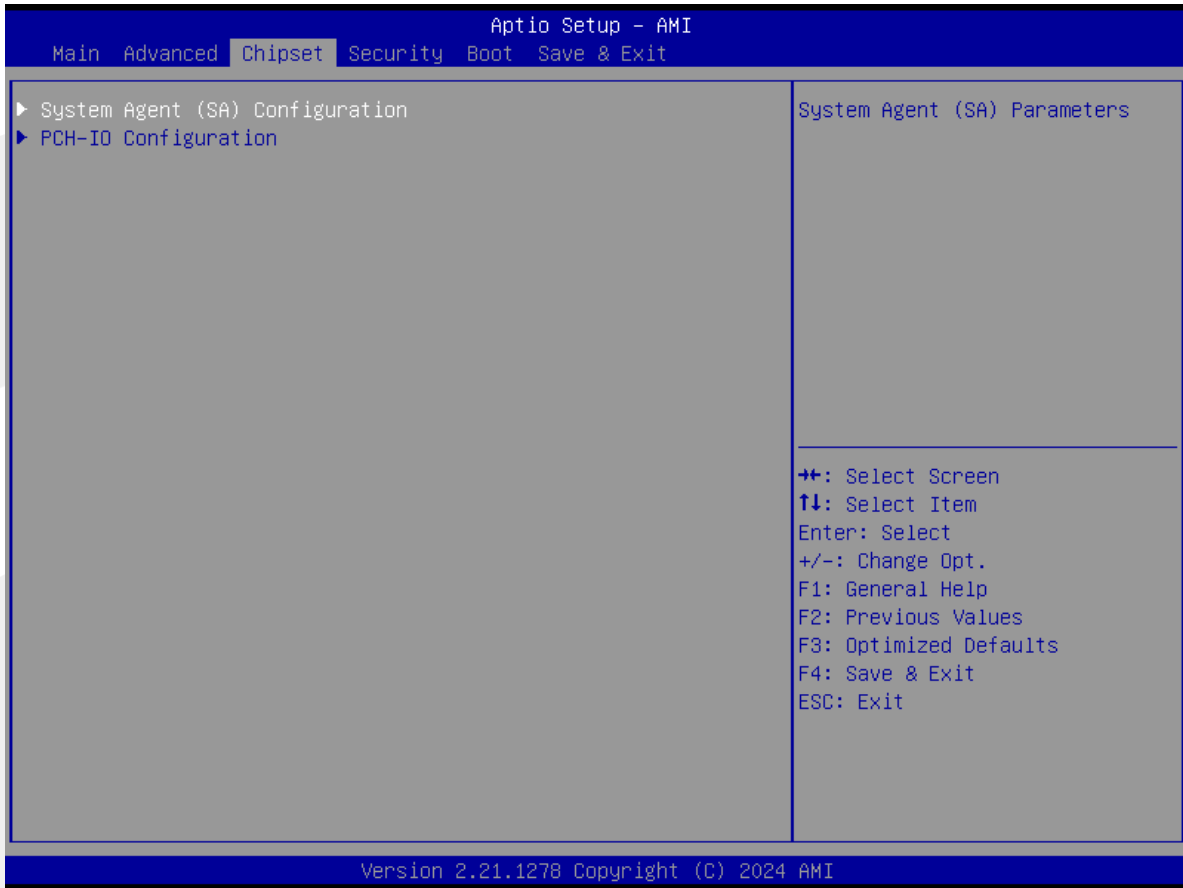 Aptio Setup – AMI
Main Advanced Chipset Security Boot Save & Exit
▶ System Agent (SA) Configuration
▶ PCH-IO Configuration
System Agent (SA) Parameters
→←: Select Screen
↑↓: Select Item
Enter: Select
+/-: Change Opt.
F1: General Help
F2: Previous Values
F3: Optimized Defaults
F4: Save & Exit
ESC: Exit
Version 2.21.1278 Copyright (C) 2024 AMI